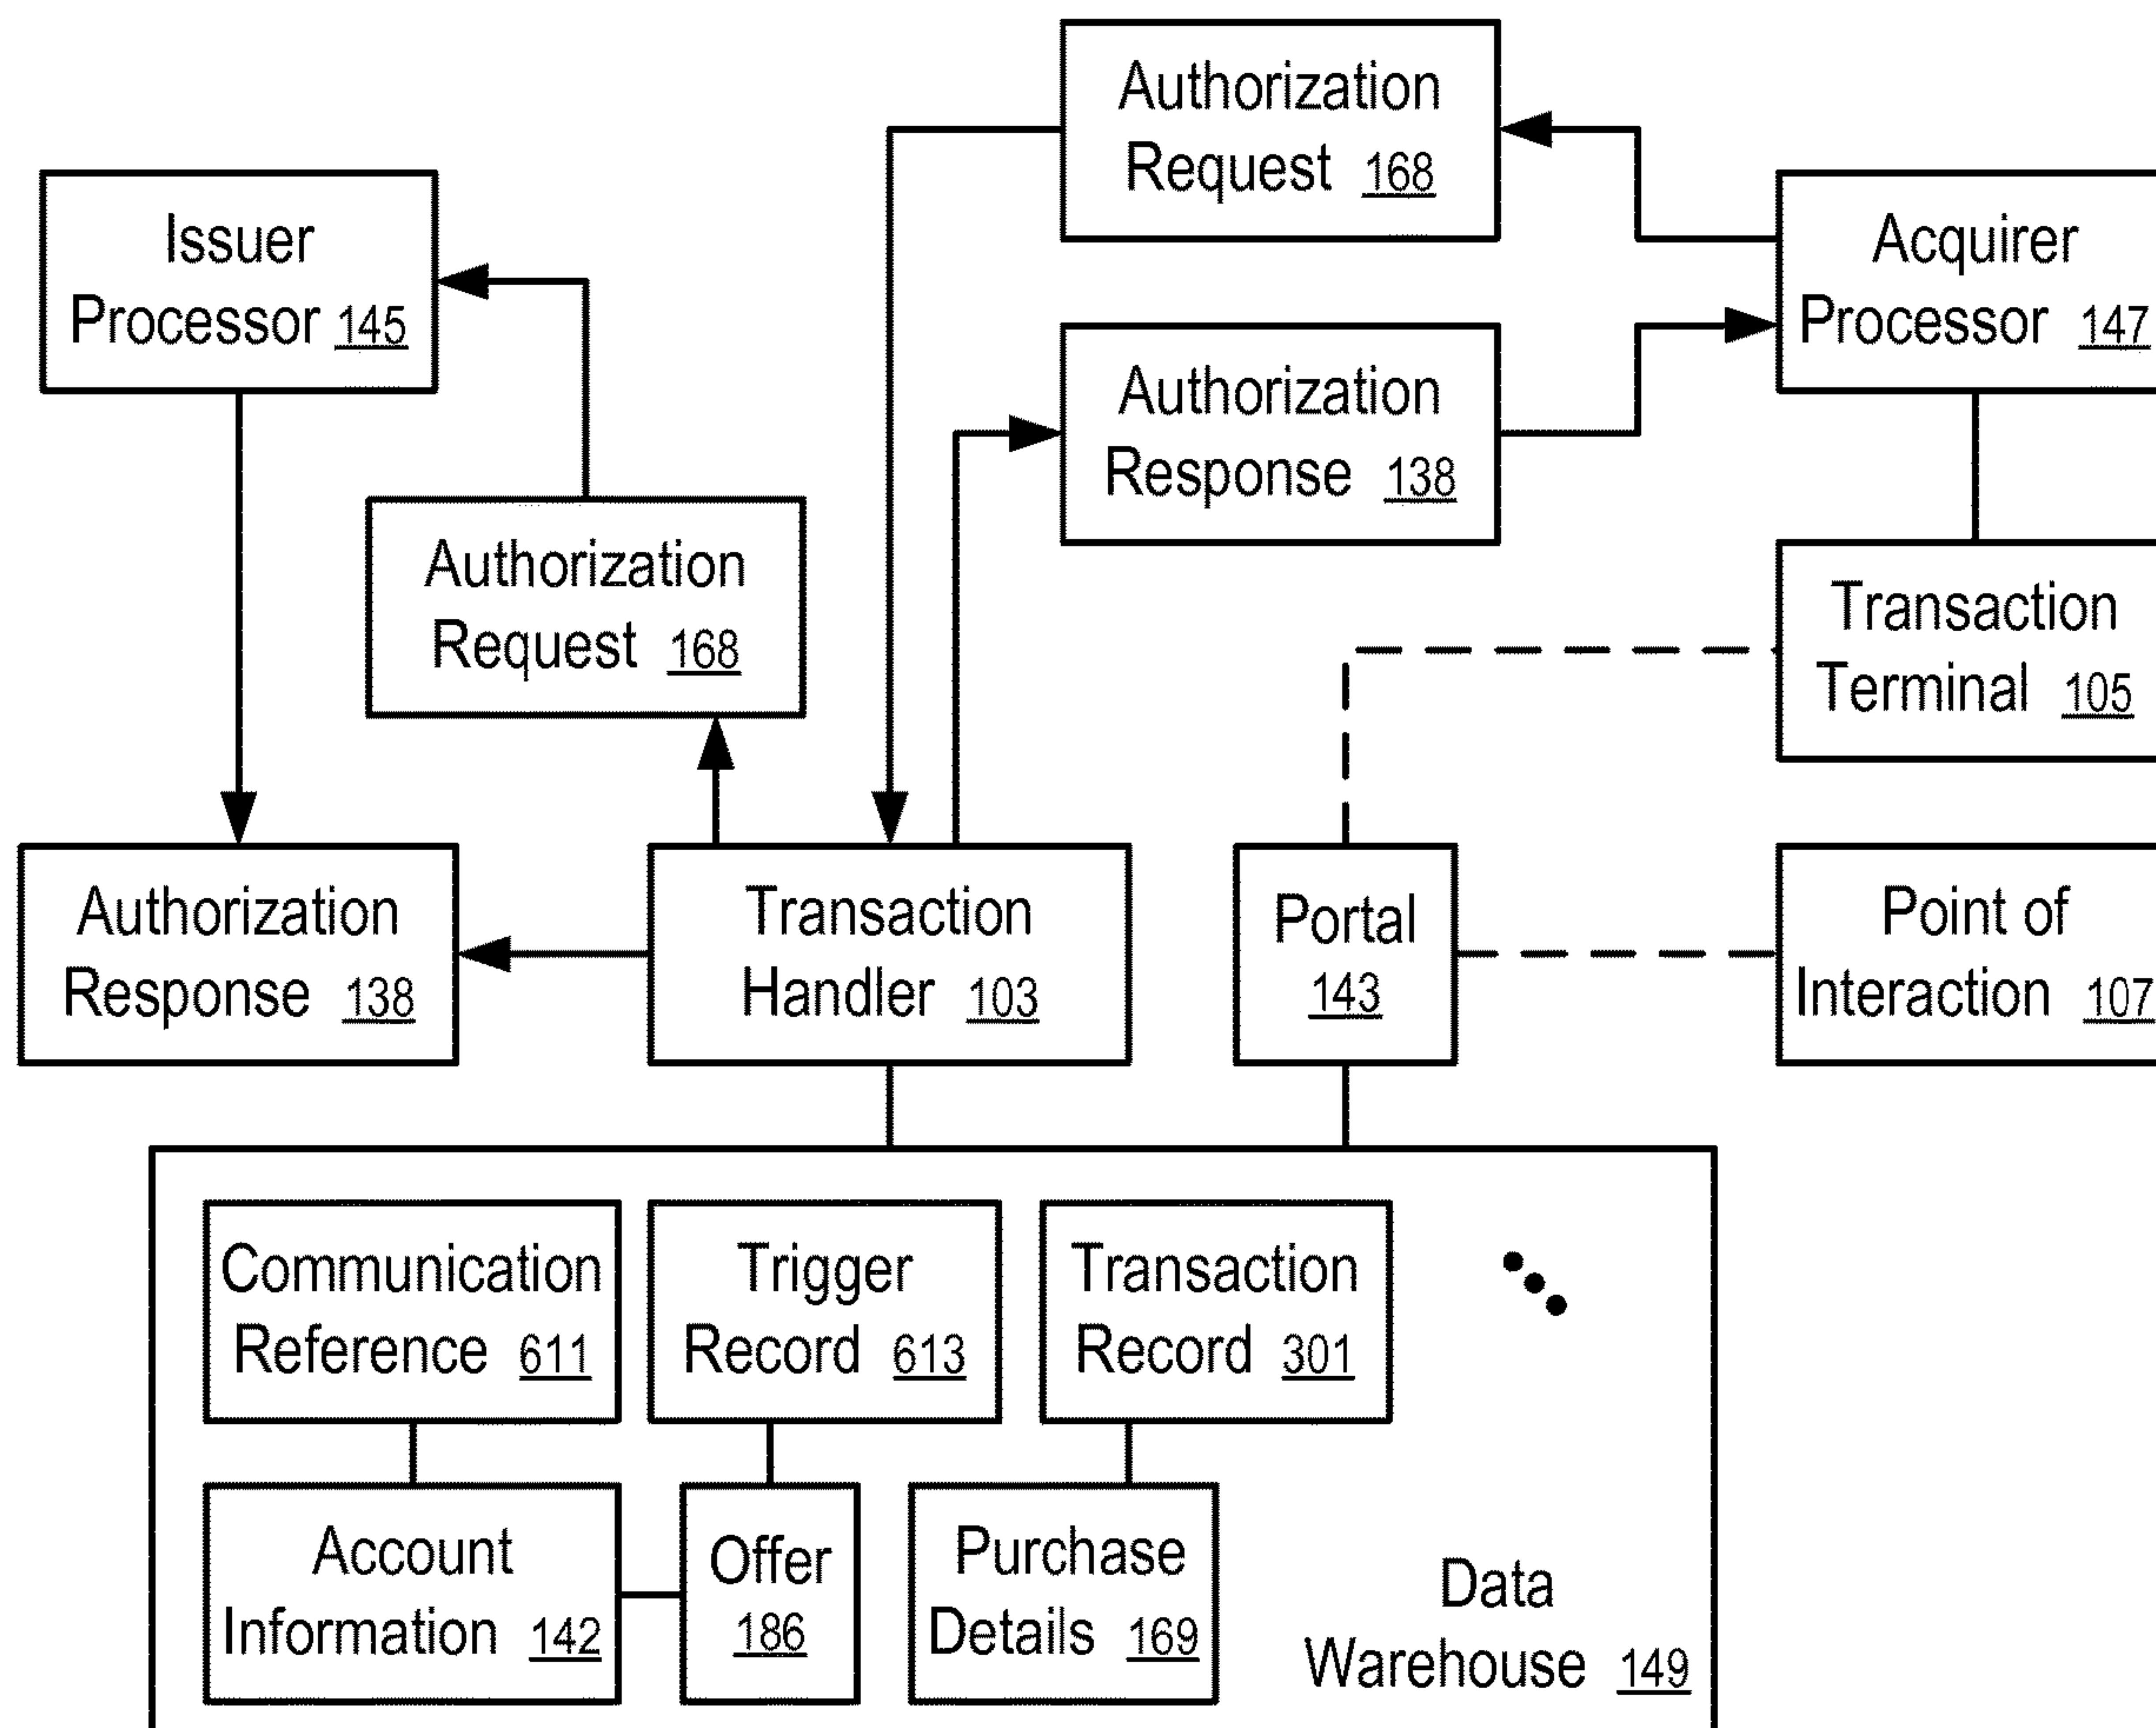 Authorization
Request 168
Issuer
Processor 145
Acquirer
Processor 147
Authorization
Response 138
Authorization
Request 168
Transaction
Terminal 105
Authorization
Response 138
Transaction
Handler 103
Portal
143
Point of
Interaction 107
Communication
Reference 611
Trigger
Record 613
Transaction
Record 301
Account
Information 142
Offer
186
Purchase
Details 169
Data
Warehouse 149